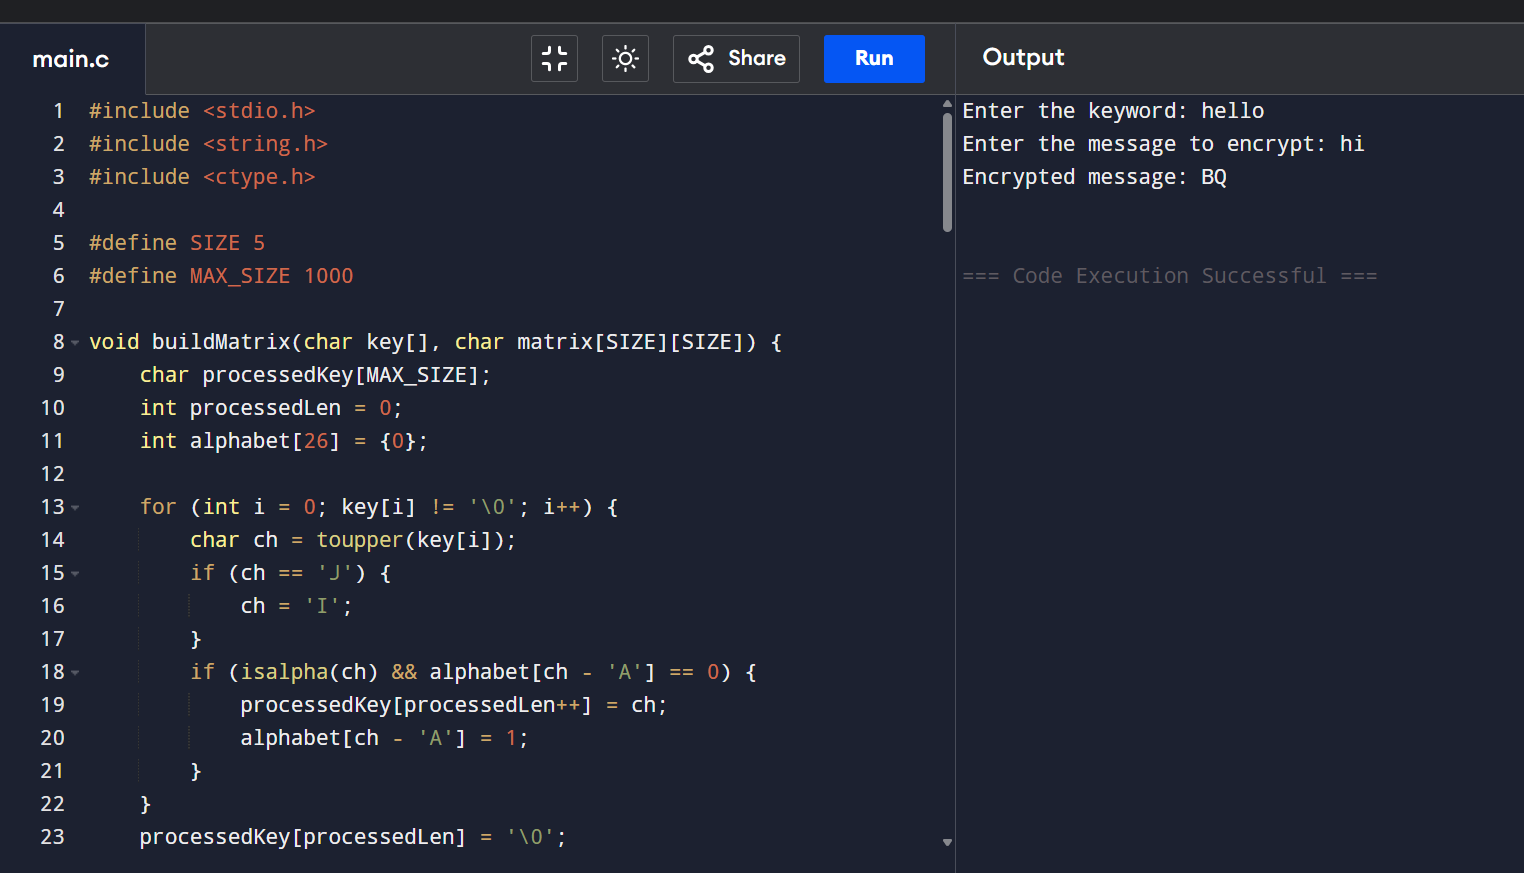 main.c
Share
Run
Output
1 #include <stdio.h>
2 #include <string.h>
3 #include <ctype.h>
4
5 #define SIZE 5
6 #define MAX_SIZE 1000
7
8 void buildMatrix(char key[], char matrix[SIZE][SIZE]) {
9     char processedKey[MAX_SIZE];
10     int processedLen = 0;
11     int alphabet[26] = {0};
12
13     for (int i = 0; key[i] != '\0'; i++) {
14         char ch = toupper(key[i]);
15         if (ch == 'J') {
16             ch = 'I';
17         }
18         if (isalpha(ch) && alphabet[ch - 'A'] == 0) {
19             processedKey[processedLen++] = ch;
20             alphabet[ch - 'A'] = 1;
21         }
22     }
23     processedKey[processedLen] = '\0';
Enter the keyword: hello
Enter the message to encrypt: hi
Encrypted message: BQ
=== Code Execution Successful ===